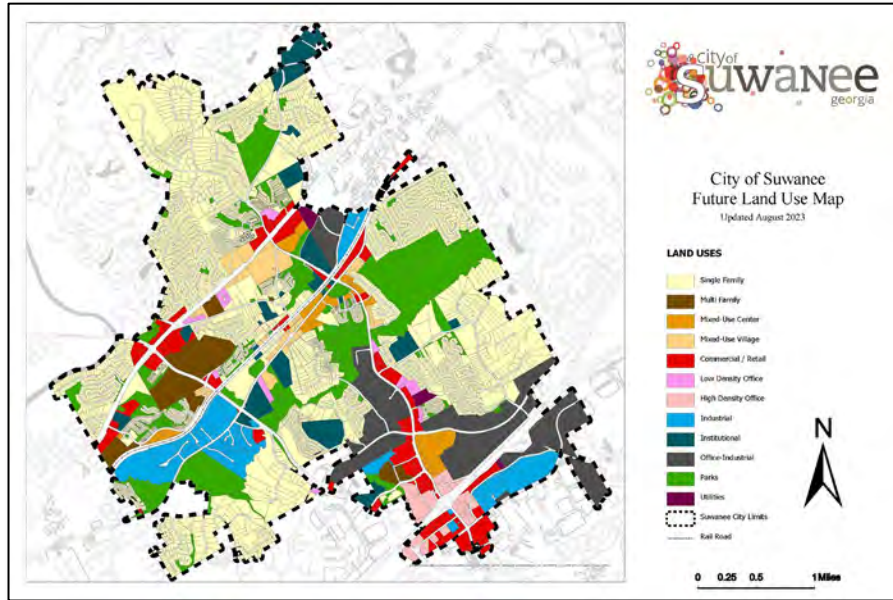 city of
suwanee
georgia
City of Suwanee
Future Land Use Map
Updated August 2023
LAND USES
Single Family
Multi Family
Mixed-Use Center
Mixed-Use Village
Commercial / Retail
Low Density Office
High Density Office
Industrial
Institutional
Office-Industrial
Parks
Utilities
Suwanee City Limits
Rail Road
N
0 0.25 0.5 1 Miles